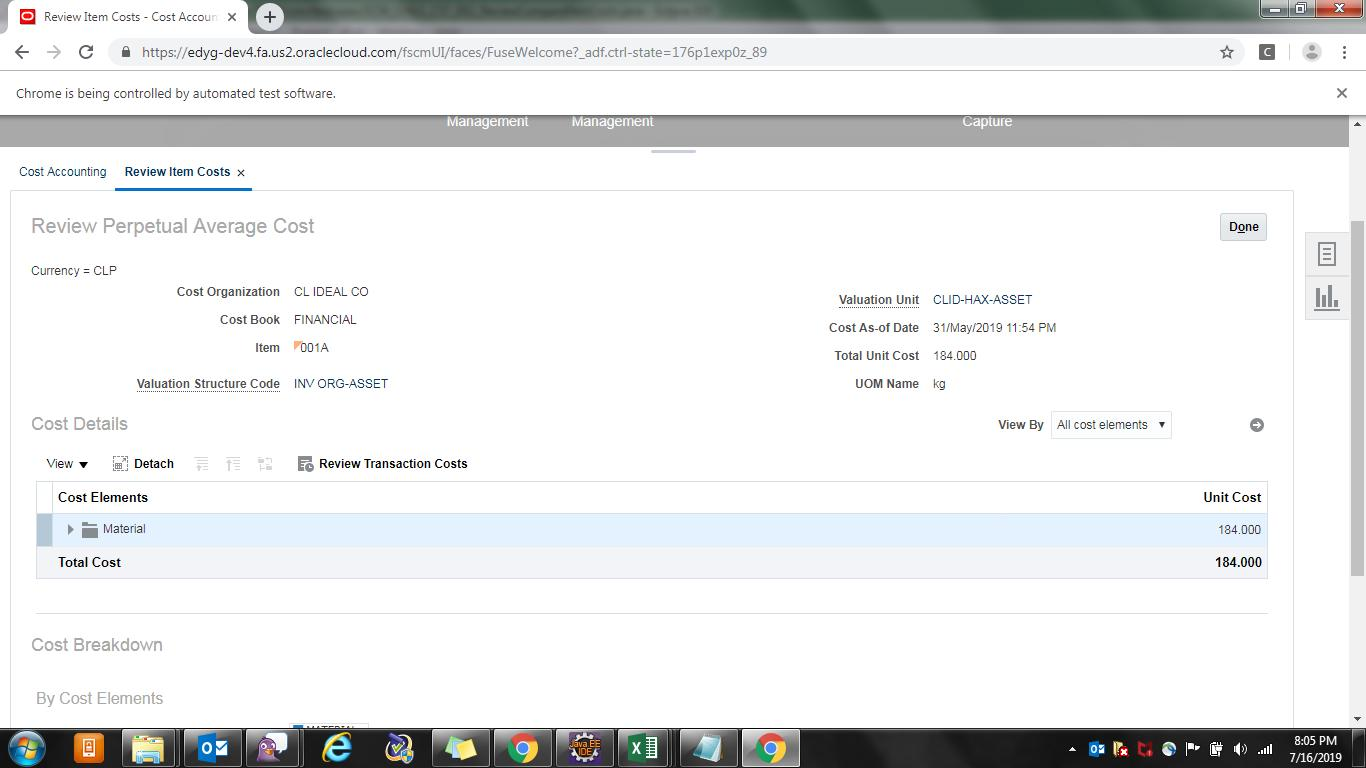 Review Item Costs - Cost Accoun
https://edyg-dev4.fa.us2.oraclecloud.com/fscmUI/faces/FuseWelcome?_adf.ctrl-state=176p1exp0z_89
C
Chrome is being controlled by automated test software.
Management Management Capture
Cost Accounting Review Item Costs
Review Perpetual Average Cost Done
Currency = CLP
Cost Organization CL IDEAL CO
Valuation Unit CLID-HAX-ASSET
Cost Book FINANCIAL
Cost As-of Date 31/May/2019 11:54 PM
Item 001A
Total Unit Cost 184.000
Valuation Structure Code INV ORG-ASSET
UOM Name kg
Cost Details View By All cost elements
View Detach Review Transaction Costs
Cost Elements Unit Cost
Material 184.000
Total Cost 184.000
Cost Breakdown
By Cost Elements
MATERIAL
Java EE
IDE
8:05 PM
7/16/2019